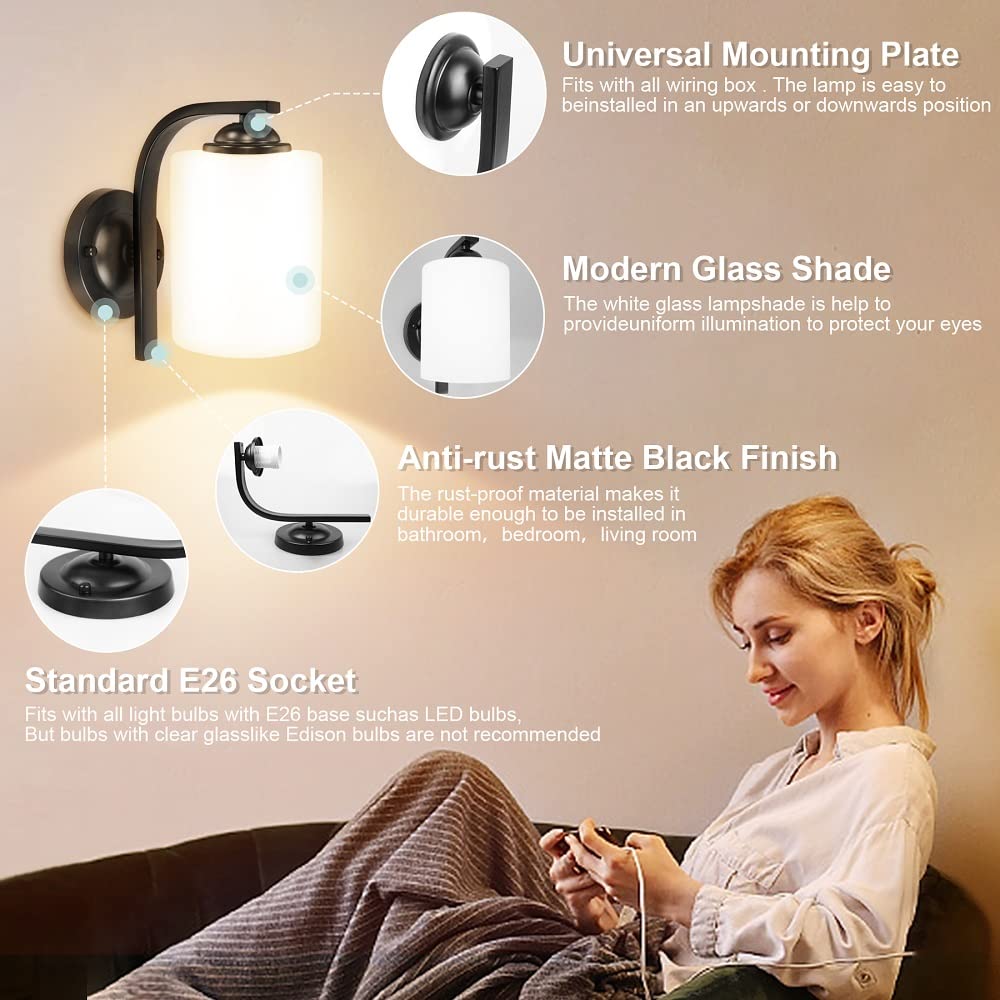 Universal Mounting Plate
Fits with all wiring box . The lamp is easy to
beinstalled in an upwards or downwards position
Modern Glass Shade
The white glass lampshade is help to
provideuniform illumination to protect your eyes
Anti-rust Matte Black Finish
The rust-proof material makes it
durable enough to be installed in
bathroom， bedroom， living room
Standard E26 Socket
Fits with all light bulbs with E26 base suchas LED bulbs,
But bulbs with clear glasslike Edison bulbs are not recommended